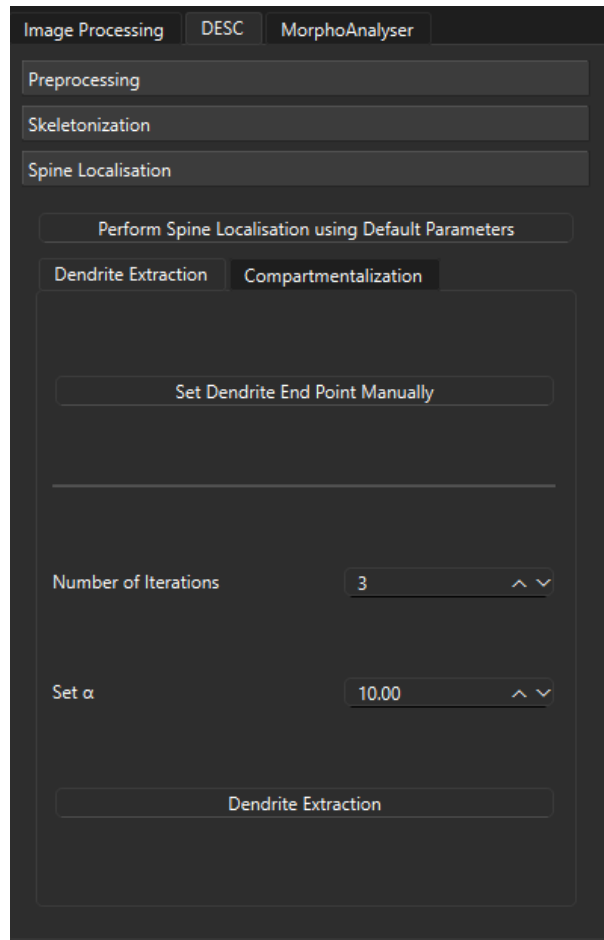 Image Processing DESC MorphoAnalyser
Preprocessing
Skeletonization
Spine Localisation
Perform Spine Localisation using Default Parameters
Dendrite Extraction Compartmentalization
Set Dendrite End Point Manually
Number of Iterations 3
Set α 10.00
Dendrite Extraction